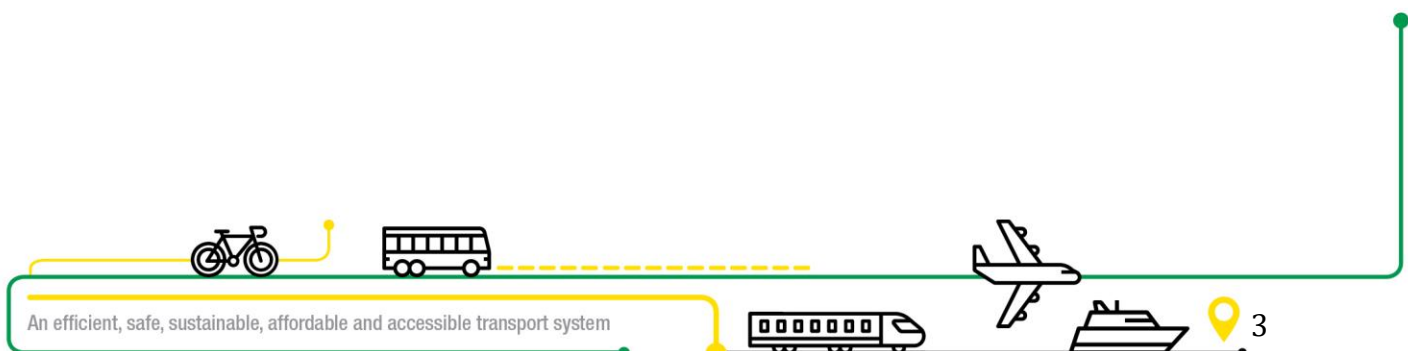 An efficient, safe, sustainable, affordable and accessible transport system
3